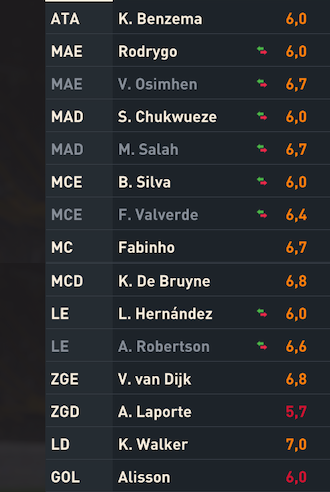 ATA K. Benzema 6,0
MAE Rodrygo 6,0
MAE V. Osimhen 6,7
MAD S. Chukwueze 6,0
MAD M. Salah 6,7
MCE B. Silva 6,0
MCE F. Valverde 6,4
MC Fabinho 6,7
MCD K. De Bruyne 6,8
LE L. Hernández 6,0
LE A. Robertson 6,6
ZGE V. van Dijk 6,8
ZGD A. Laporte 5,7
LD K. Walker 7,0
GOL Alisson 6,0